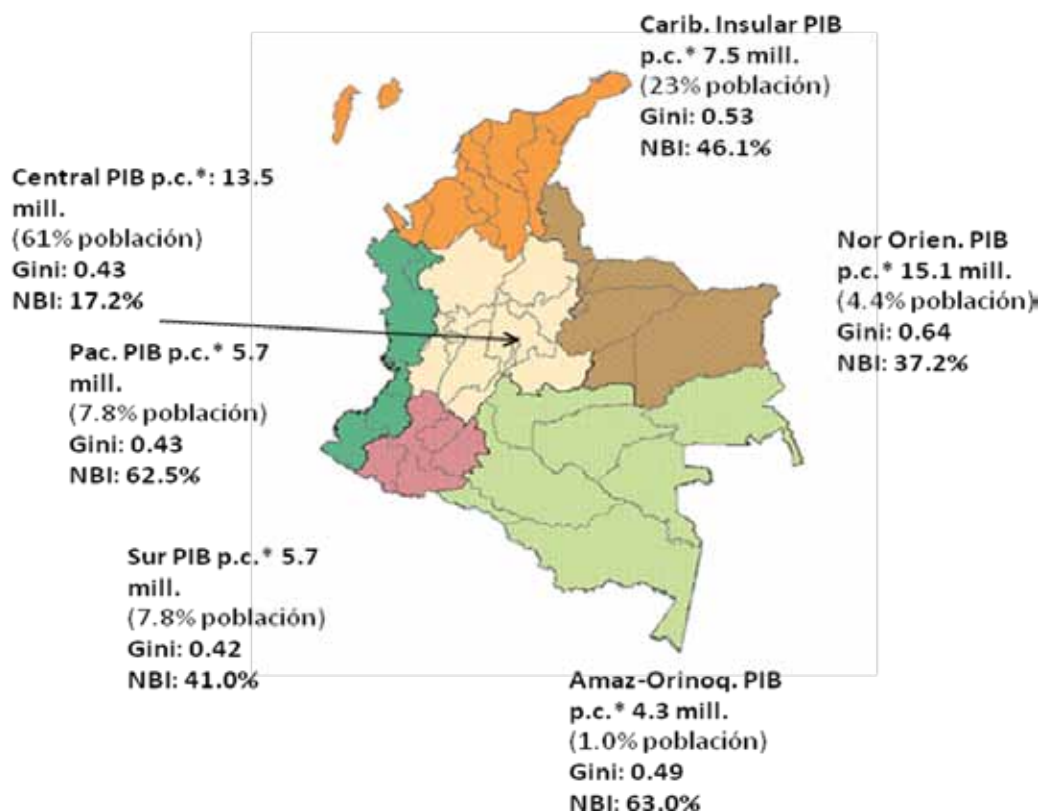 Carib. Insular PIB
p.c.* 7.5 mill.
(23% población)
Gini: 0.53
NBI: 46.1%
Central PIB p.c.*: 13.5
mill.
(61% población)
Gini: 0.43
NBI: 17.2%
Nor Orien. PIB
p.c.* 15.1 mill.
(4.4% población)
Gini: 0.64
NBI: 37.2%
Pac. PIB p.c.* 5.7
mill.
(7.8% población)
Gini: 0.43
NBI: 62.5%
Sur PIB p.c.* 5.7
mill.
(7.8% población)
Gini: 0.42
NBI: 41.0%
Amaz-Orinoq. PIB
p.c.* 4.3 mill.
(1.0% población)
Gini: 0.49
NBI: 63.0%